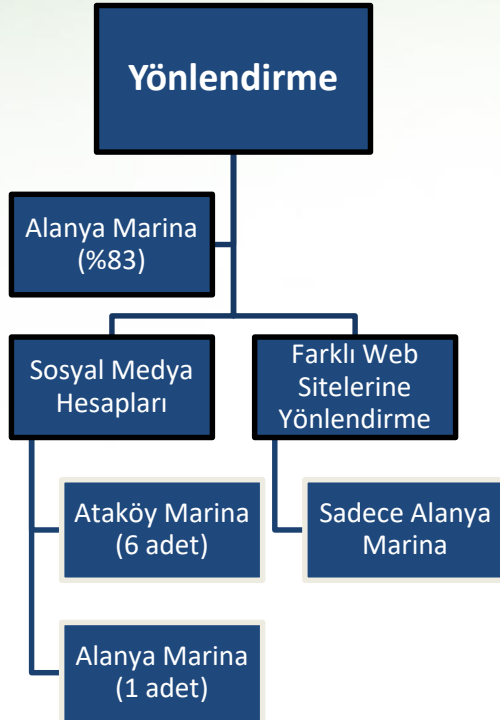 Yönlendirme
Alanya Marina
(%83)
Sosyal Medya
Hesapları
Farklı Web
Sitelerine
Yönlendirme
Ataköy Marina
(6 adet)
Sadece Alanya
Marina
Alanya Marina
(1 adet)